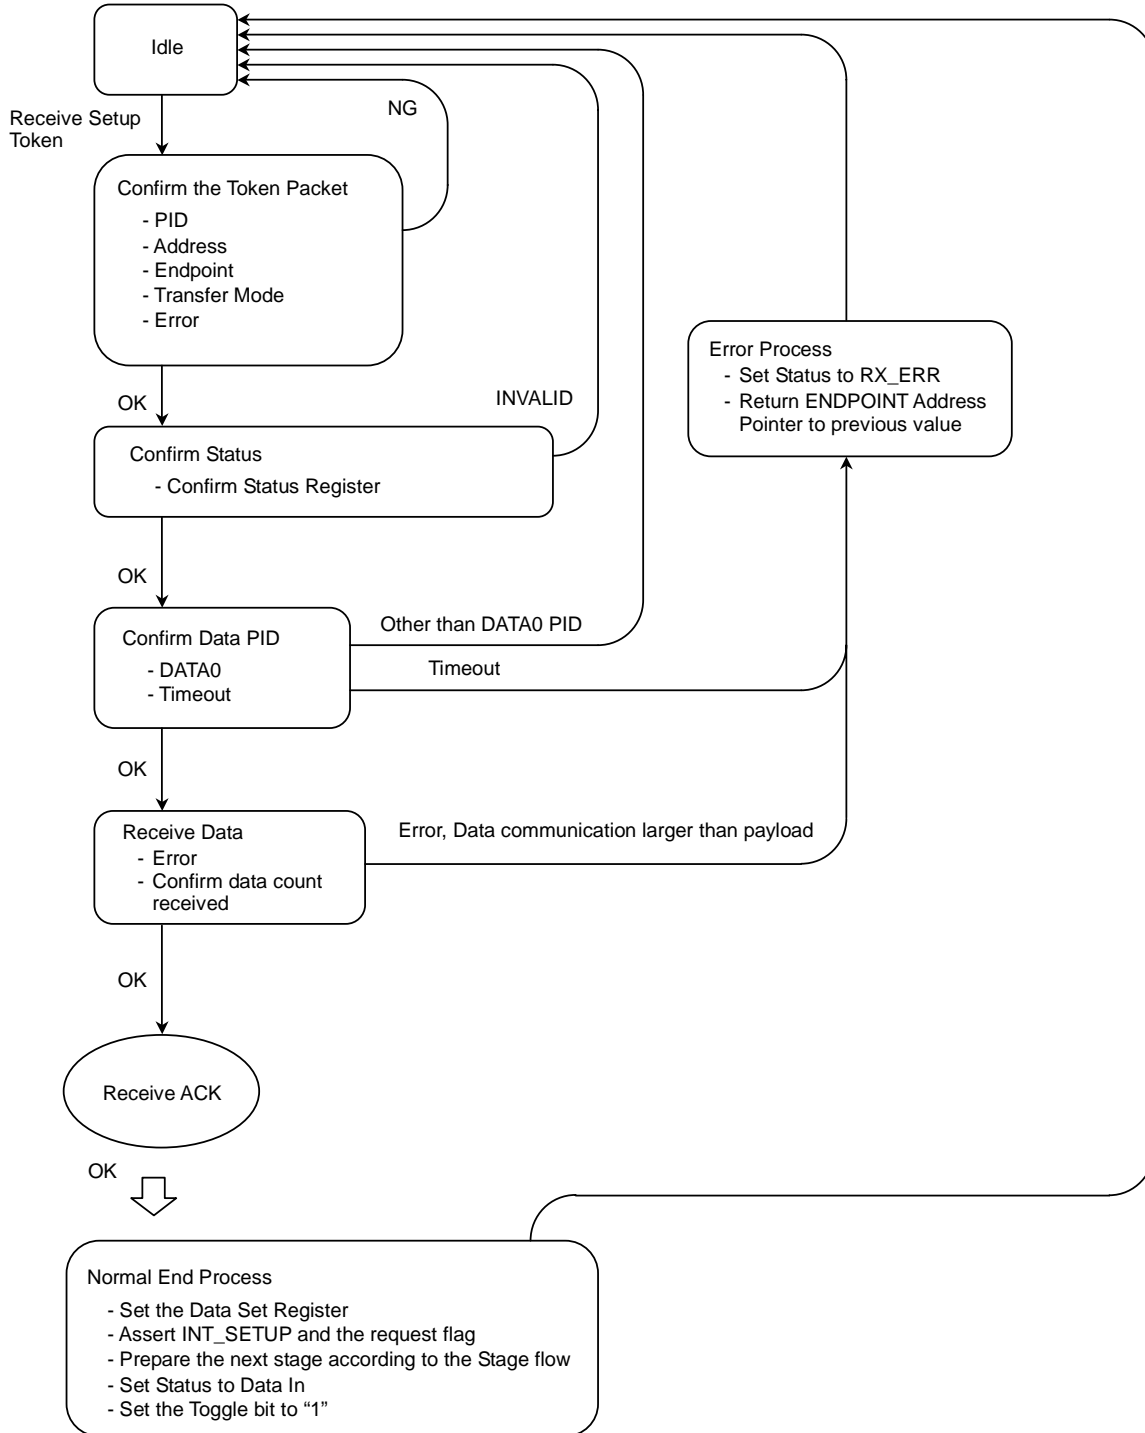 Idle
NG
Receive Setup
Token
Confirm the Token Packet
- PID
- Address
- Endpoint
- Transfer Mode
- Error
Error Process
- Set Status to RX_ERR
- Return ENDPOINT Address
Pointer to previous value
OK
INVALID
Confirm Status
- Confirm Status Register
OK
Other than DATA0 PID
Confirm Data PID
- DATA0
- Timeout
Timeout
OK
Receive Data
- Error
- Confirm data count
received
Error, Data communication larger than payload
OK
Receive ACK
OK
Normal End Process
- Set the Data Set Register
- Assert INT_SETUP and the request flag
- Prepare the next stage according to the Stage flow
- Set Status to Data In
- Set the Toggle bit to “1”